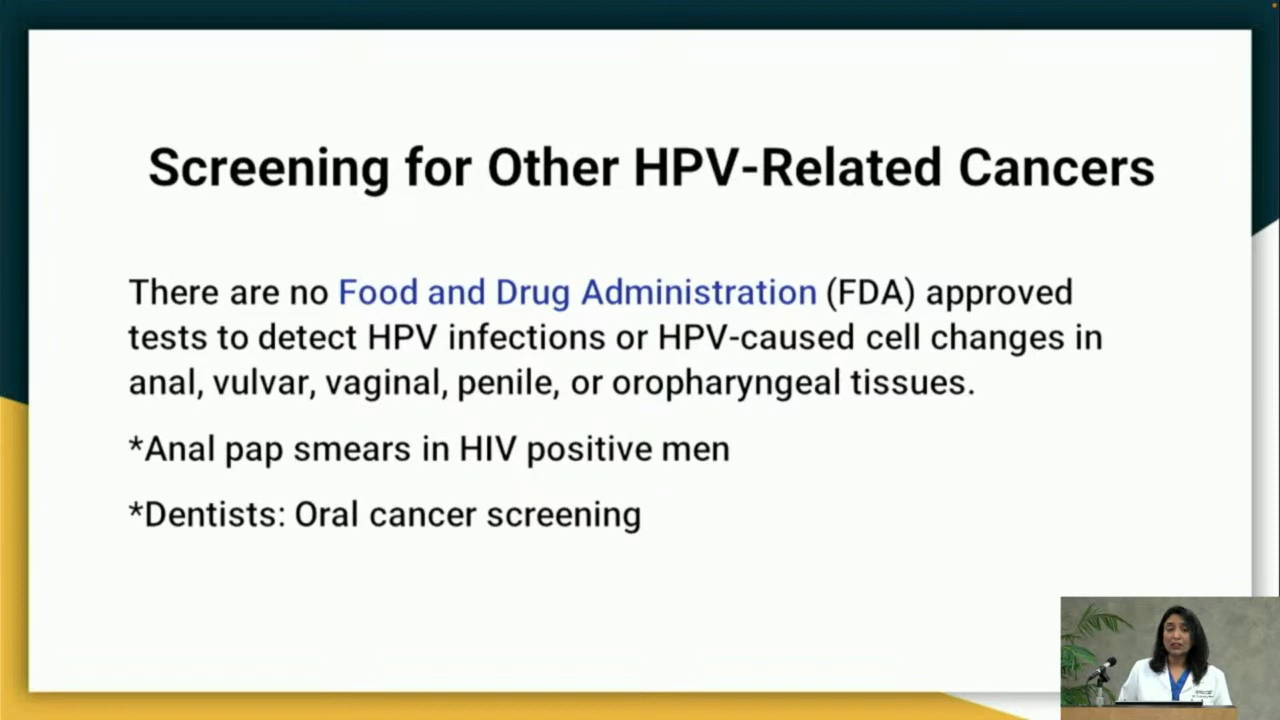 Screening for Other HPV-Related Cancers
There are no Food and Drug Administration (FDA) approved
tests to detect HPV infections or HPV-caused cell changes in
anal, vulvar, vaginal, penile, or oropharyngeal tissues.
*Anal pap smears in HIV positive men
*Dentists: Oral cancer screening